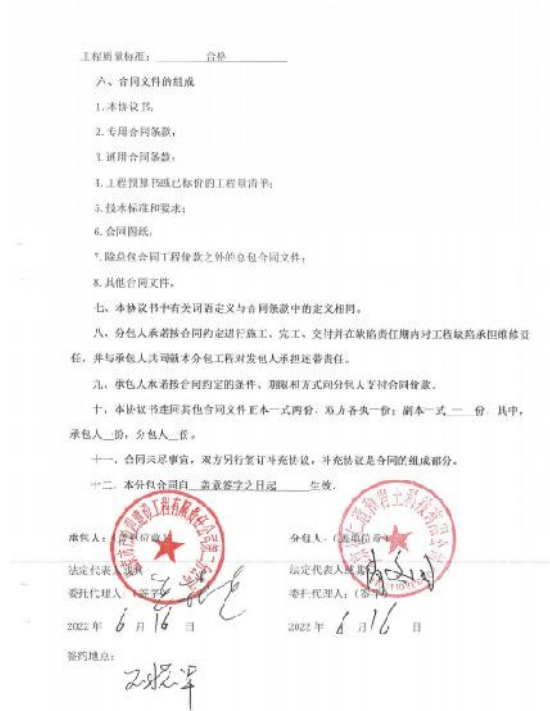 工程质量标准： 合格
六、合同文件的组成
1.本协议书；
2.专用合同条款；
3.通用合同条款；
4.工程预算书或已标价的工程量清单；
5.技术标准和要求；
6.合同图纸；
7.除总包合同工程价款之外的总包合同文件；
8.其他合同文件。
七、本协议书中有关词语定义与合同条款中的定义相同。
八、分包人承诺按合同约定进行施工、完工、交付并在缺陷责任期内对工程缺陷承担维修责
任，并与承包人共同就本分包工程对发包人承担连带责任。
九、承包人承诺按合同约定的条件、期限和方式向分包人支付合同价款。
十、本协议书连同其他合同文件正本一式两份，双方各执一份；副本一式 一 份，其中，
承包人 份，分包人 份。
十一、合同未尽事宜，双方另行签订补充协议，补充协议是合同的组成部分。
十二、本分包合同自 盖章签字之日起 生效。
承包人：（盖单位章） 分包人：（盖单位章）
法定代表人或其 法定代表人或其
委托代理人：（签字） 委托代理人：（签字）
2022 年 6 月 16 日 2022 年 6 月 16 日
签约地点：